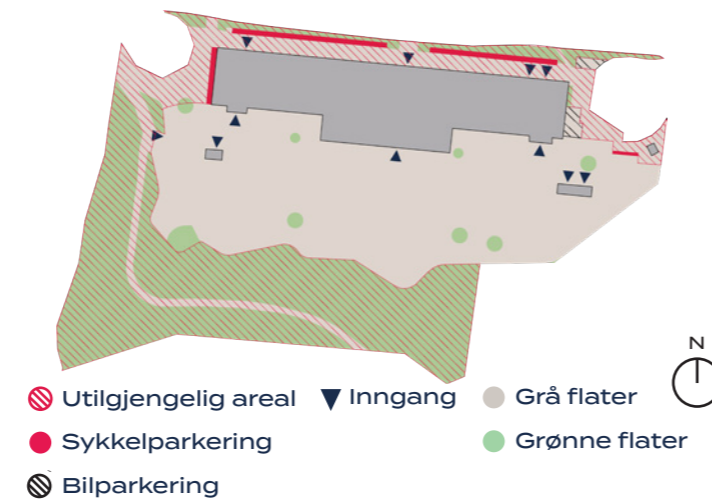 N
Utilgjengelig areal Inngang Grå flater
Sykkelparkering Grønne flater
Bilparkering